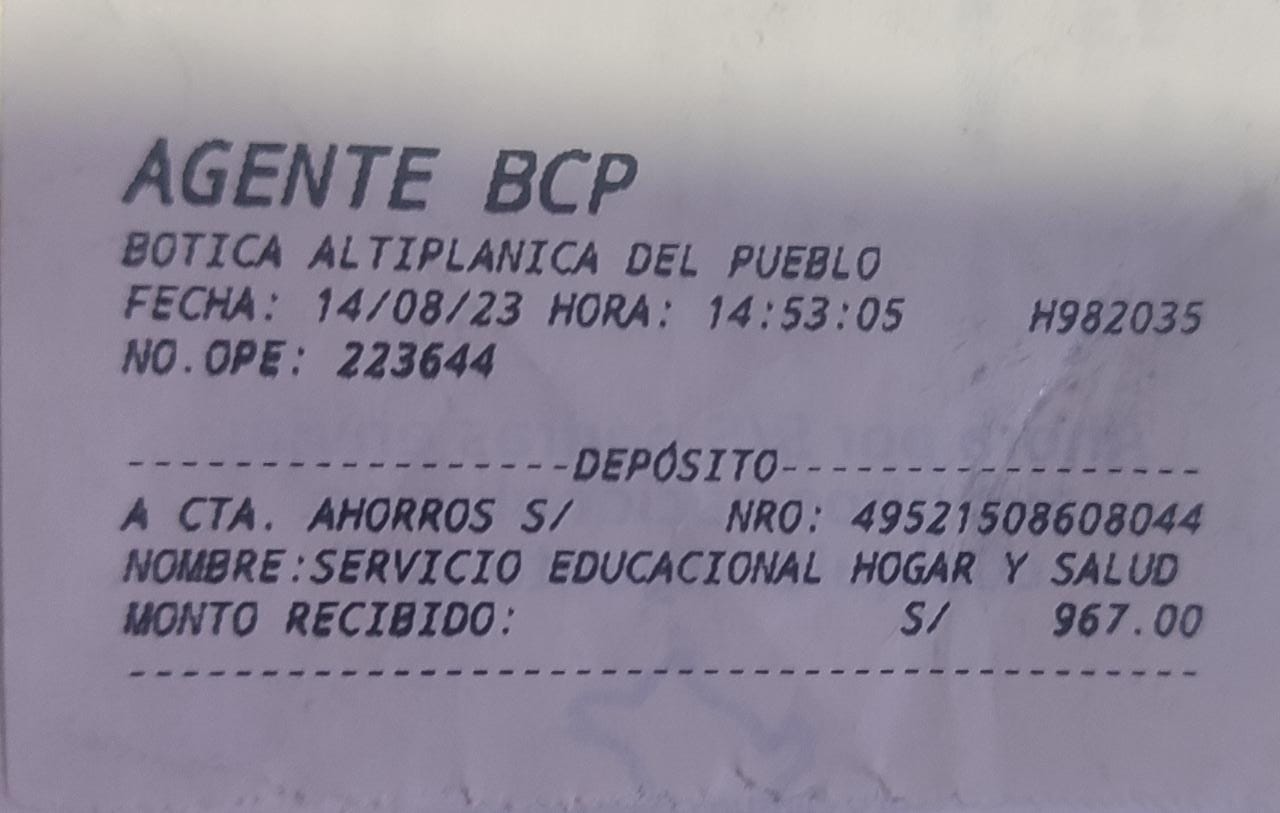 AGENTE BCP
BOTICA ALTIPLANICA DEL PUEBLO
FECHA: 14/08/23 HORA: 14:53:05 H982035
NO.OPE: 223644
------------------DEPÓSITO------------------
A CTA. AHORROS S/ NRO: 49521508608044
NOMBRE:SERVICIO EDUCACIONAL HOGAR Y SALUD
MONTO RECIBIDO: S/ 967.00